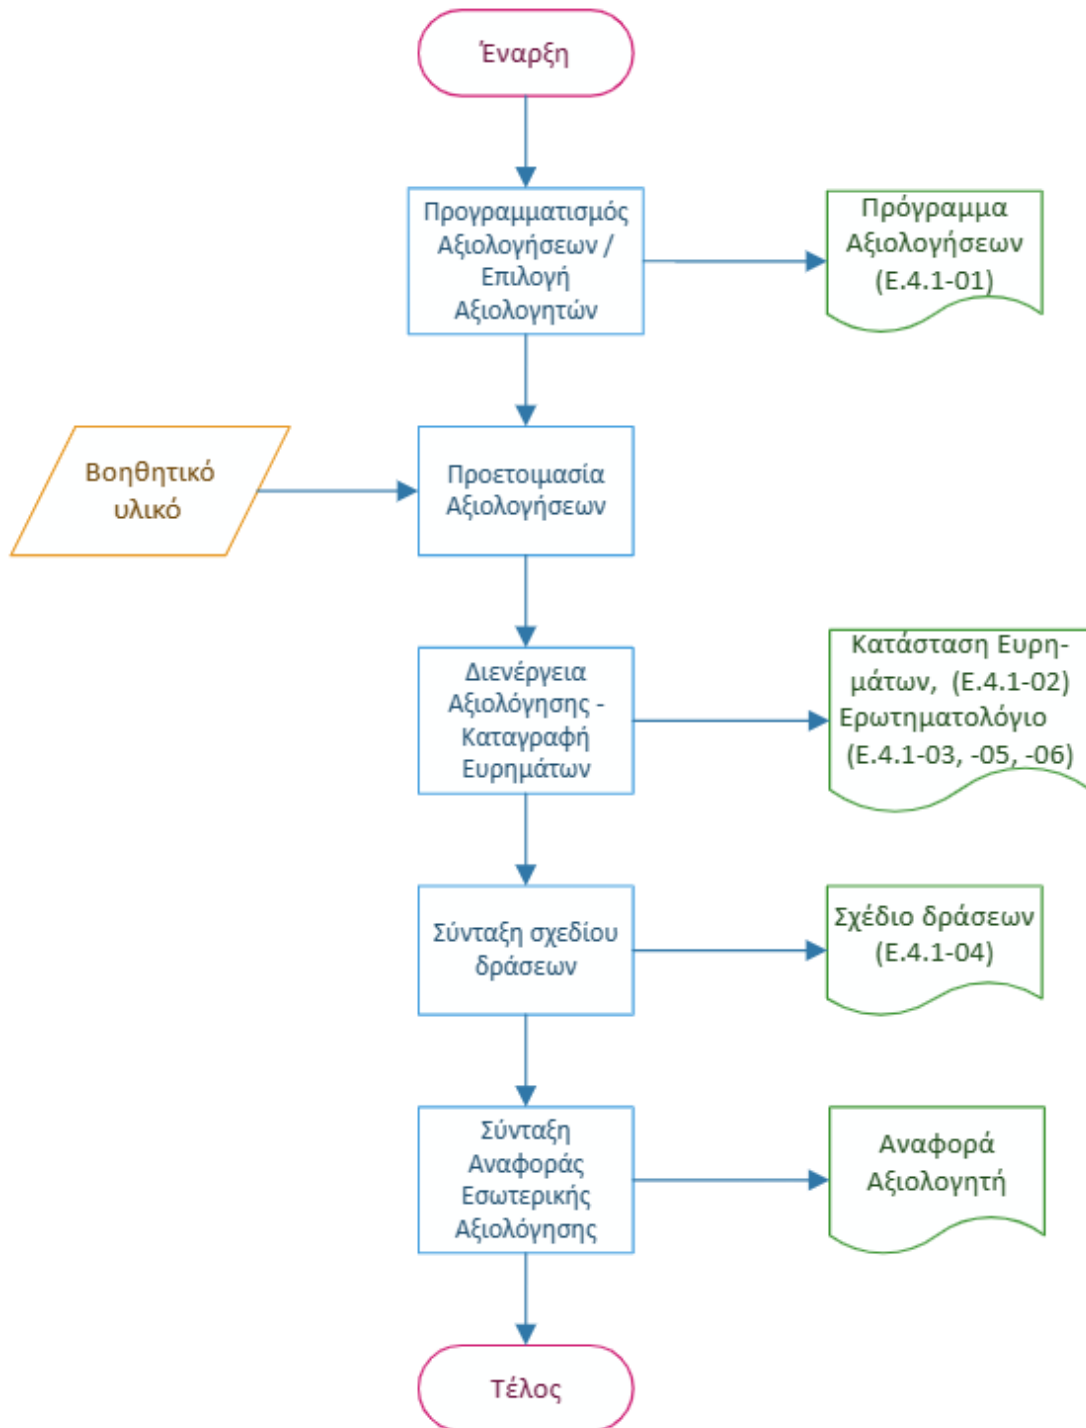 Έναρξη
Προγραμματισμός
Αξιολογήσεων /
Επιλογή
Αξιολογητών
Πρόγραμμα
Αξιολογήσεων
(Ε.4.1-01)
Βοηθητικό
υλικό
Προετοιμασία
Αξιολογήσεων
Διενέργεια
Αξιολόγησης -
Καταγραφή
Ευρημάτων
Κατάσταση Ευρη-
μάτων, (Ε.4.1-02)
Ερωτηματολόγιο
(Ε.4.1-03, -05, -06)
Σύνταξη σχεδίου
δράσεων
Σχέδιο δράσεων
(Ε.4.1-04)
Σύνταξη
Αναφοράς
Εσωτερικής
Αξιολόγησης
Αναφορά
Αξιολογητή
Τέλος